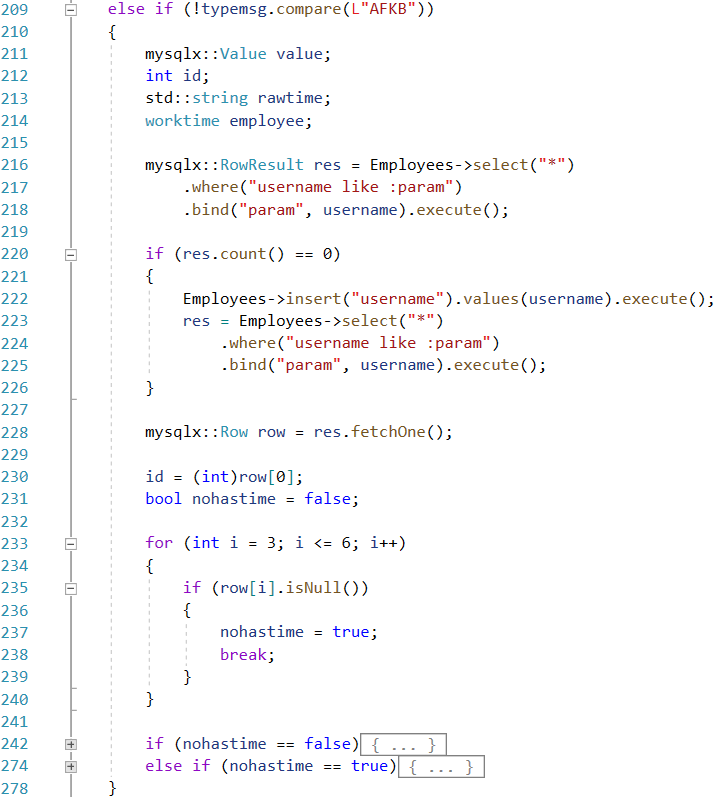 209 else if (!typemsg.compare(L"AFKB"))
210 {
211 mysqlx::Value value;
212 int id;
213 std::string rawtime;
214 worktime employee;
215
216 mysqlx::RowResult res = Employees->select("*")
217 .where("username like :param")
218 .bind("param", username).execute();
219
220 if (res.count() == 0)
221 {
222 Employees->insert("username").values(username).execute();
223 res = Employees->select("*")
224 .where("username like :param")
225 .bind("param", username).execute();
226 }
227
228 mysqlx::Row row = res.fetchOne();
229
230 id = (int)row[0];
231 bool nohastime = false;
232
233 for (int i = 3; i <= 6; i++)
234 {
235 if (row[i].isNull())
236 {
237 nohastime = true;
238 break;
239 }
240 }
241
242 if (nohastime == false) { ... }
274 else if (nohastime == true) { ... }
278 }